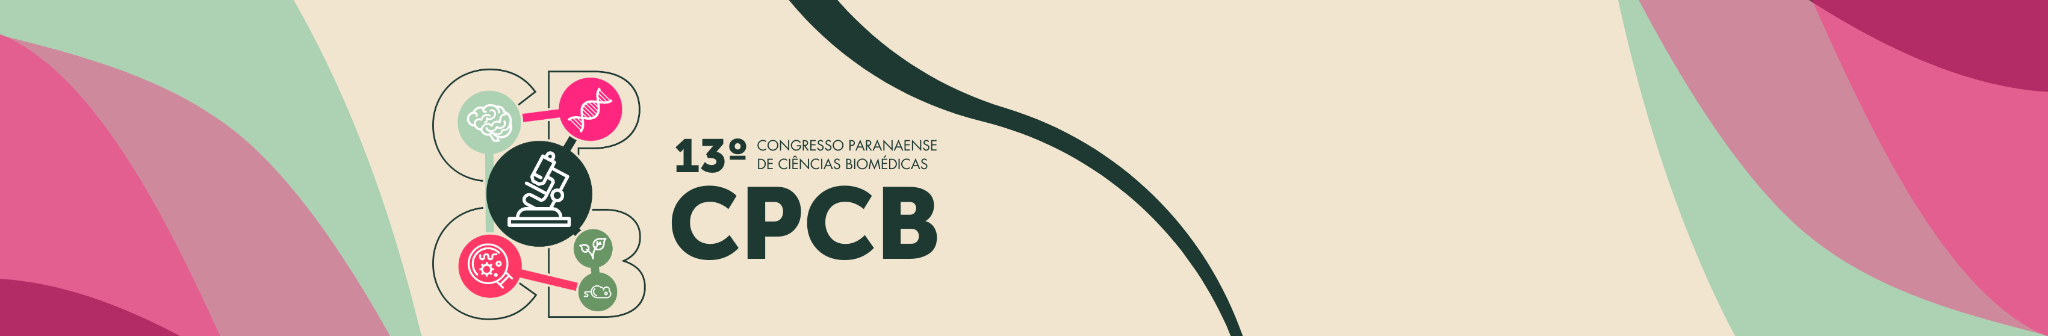 13º CONGRESSO PARANAENSE
DE CIÊNCIAS BIOMÉDICAS
CPCB